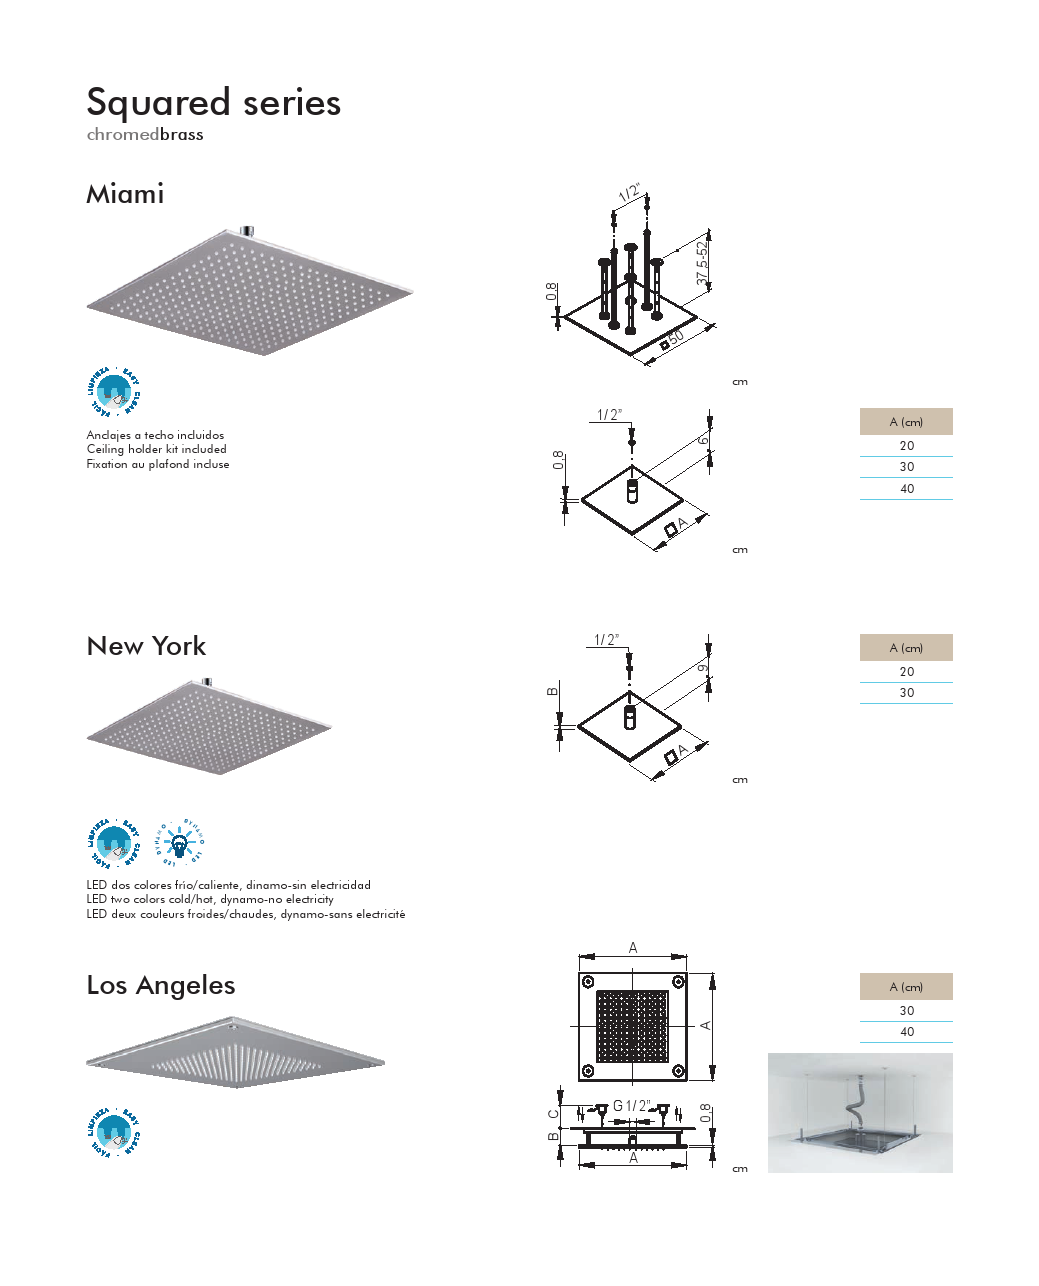 Squared series
chromedbrass
Miami
1/2”
37,5-52
0,8
50
cm
LIMPIEZA · EASY CLEAN · FÁCIL
Anclajes a techo incluidos
Ceiling holder kit included
Fixation au plafond incluse
1/2”
6
0,8
A
cm
A (cm)
20
30
40
New York
1/2”
9
B
A
cm
A (cm)
20
30
LIMPIEZA · EASY CLEAN · FÁCIL
DYNAMO LED · DYNAMO LED ·
LED dos colores frío/caliente, dinamo-sin electricidad
LED two colors cold/hot, dynamo-no electricity
LED deux couleurs froides/chaudes, dynamo-sans electricité
Los Angeles
A
A
G 1/2”
C
B
0,8
A
cm
A (cm)
30
40
LIMPIEZA · EASY CLEAN · FÁCIL